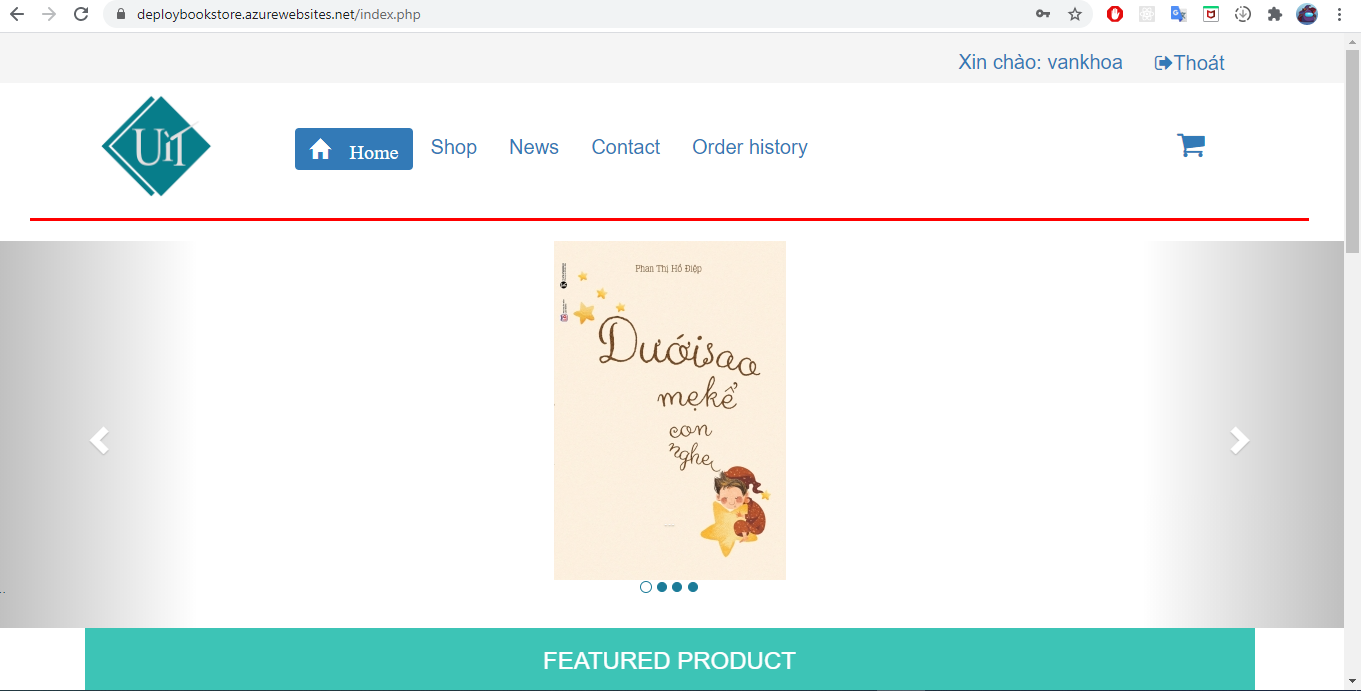 deploybookstore.azurewebsites.net/index.php
Xin chào: vankhoa Thoát
UiT
Home Shop News Contact Order history
Phan Thị Hồ Điệp
Dưới sao
mẹ kể
con
nghe
..
FEATURED PRODUCT